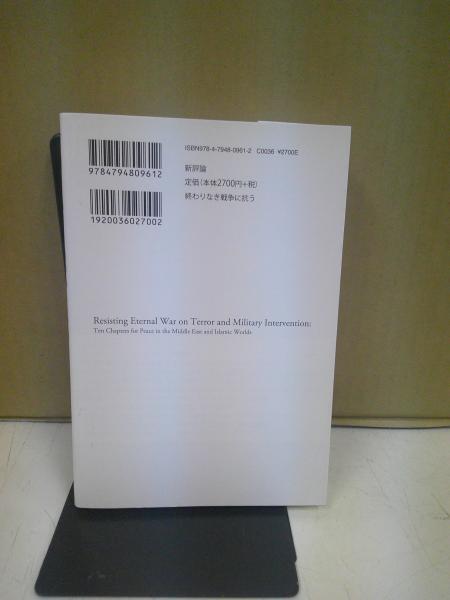 ISBN978-4-7948-0961-2 C0036 ¥2700E
9784794809612
新評論
定価(本体2700円+税)
終わりなき戦争に抗う
1920036027002
Resisting Eternal War on Terror and Military Intervention:
Ten Chapters for Peace in the Middle East and Islamic Worlds